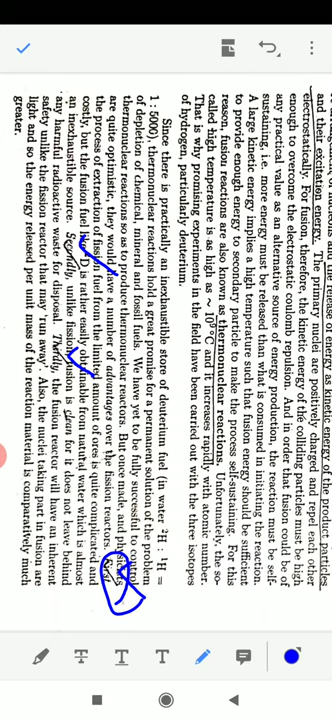 and their excitation energy. The primary nuclei are positively charged and repel each other
electrostatically. For fusion, therefore, the kinetic energy of the colliding particles must be high
enough to overcome the electrostatic coulomb repulsion. And in order that fusion could be of
any practical value as an alternative source of energy production, the reaction must be self-
sustaining, i.e. more energy must be released than what is consumed in initiating the reaction.
A large kinetic energy implies a high temperature such that fusion energy should be sufficient
to provide enough energy to secondary particle to make the process self-sustaining. For this
reason, fusion reactions are also known as thermonuclear reactions. Unfortunately, the so-
called high temperature is as high as ~ 10⁸°C and it increases rapidly with atomic number.
That is why promising experiments in the field have been carried out with the three isotopes
of hydrogen, particularly deuterium.
Since there is practically an inexhaustible store of deuterium fuel (in water ²H : ¹H =
1 : 5000), thermonuclear reactions hold a great promise for a permanent solution of the problem
of depletion of chemical, mineral and fossil fuels. We have yet to be fully successful to control
thermonuclear reactions so as to produce thermonuclear reactors. But once made, and physicists
are quite optimistic, they would have a number of advantages over the fission reactors. First
the process of extraction of fission fuel from the limited amount of ores is quite complicated and
costly, but the fusion fuel is rather easily obtainable from natural water which is almost
an inexhaustible source. Secondly, unlike fission, fusion is clean for it does not leave behind
any harmful radioactive waste for disposal. Thirdly, the fusion reactor will have an inherent
safety unlike the fission reactor that may 'run away'. Also, the nuclei taking part in fusion are
light and so the energy released per unit mass of the reaction material is comparatively much
greater.